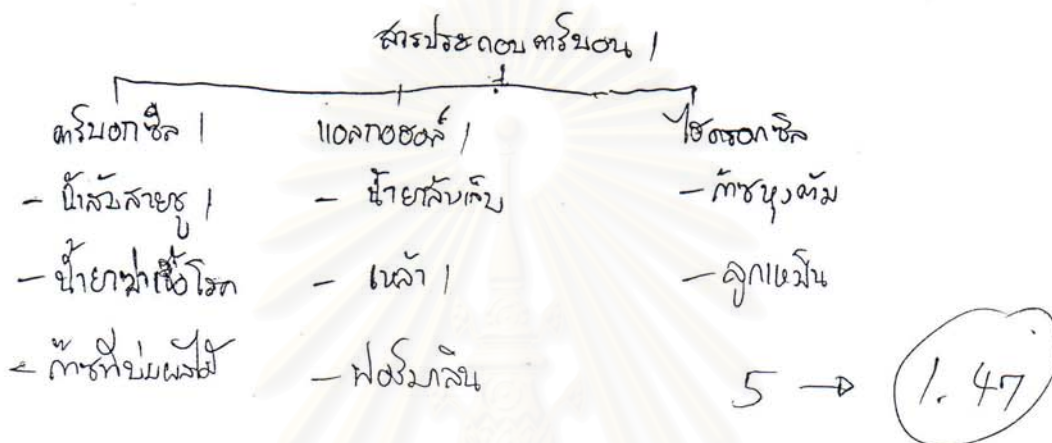 สารประกอบคาร์บอน /
คาร์บอกซิล / แอลกอฮอล์ / ไฮดรอกซิล
- น้ำส้มสายชู / - น้ำยาล้างเล็บ - ก๊าซหุงต้ม
- น้ำยาฆ่าเชื้อโรค - เหล้า / - ลูกเหม็น
- ก๊าซที่บ่มผลไม้ - ฟอร์มาลีน 5 → 1.47